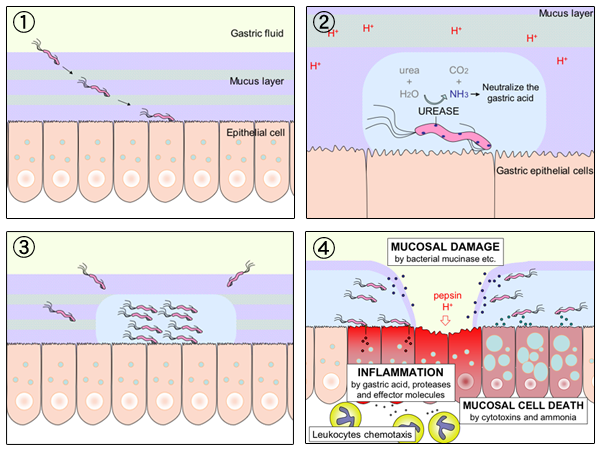 ①
Gastric fluid
Mucus layer
Epithelial cell
②
Mucus layer
H⁺
H⁺
H⁺
H⁺
H⁺
urea
+
H₂O
CO₂
+
NH₃
Neutralize the
gastric acid
UREASE
Gastric epithelial cells
③
④
MUCOSAL DAMAGE
by bacterial mucinase etc.
pepsin
H⁺
INFLAMMATION
by gastric acid, proteases
and effector molecules
MUCOSAL CELL DEATH
by cytotoxins and ammonia
Leukocytes chemotaxis